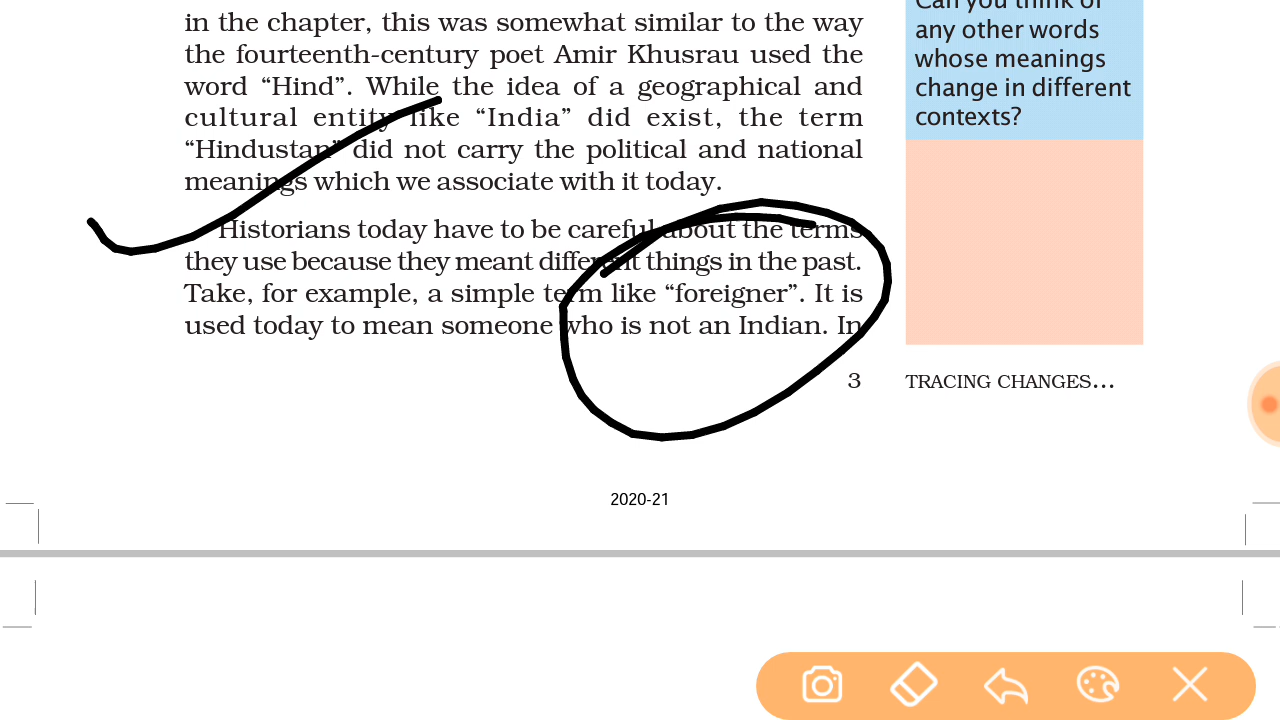 in the chapter, this was somewhat similar to the way
the fourteenth-century poet Amir Khusrau used the
word “Hind”. While the idea of a geographical and
cultural entity like “India” did exist, the term
“Hindustan” did not carry the political and national
meanings which we associate with it today.
Historians today have to be careful about the terms
they use because they meant different things in the past.
Take, for example, a simple term like “foreigner”. It is
used today to mean someone who is not an Indian. In
Can you think of
any other words
whose meanings
change in different
contexts?
3
TRACING CHANGES...
2020-21